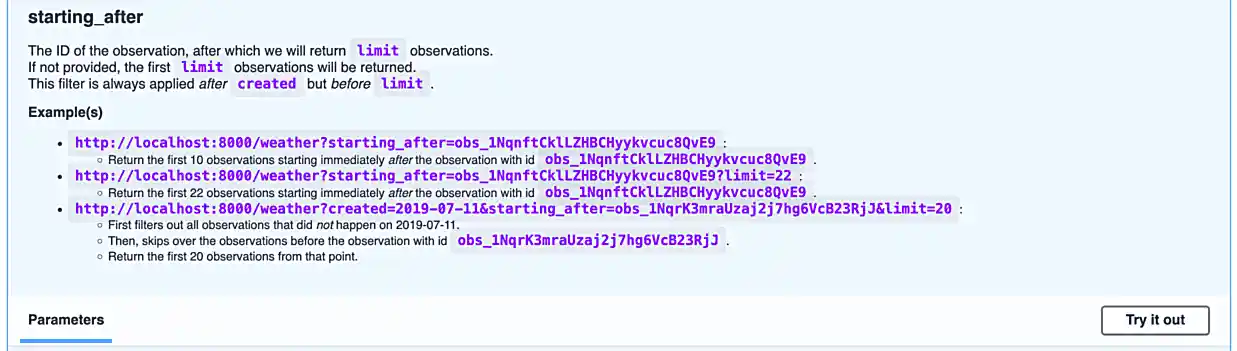 starting_after
The ID of the observation, after which we will return limit observations.
If not provided, the first limit observations will be returned.
This filter is always applied after created but before limit .
Example(s)
• http://localhost:8000/weather?starting_after=obs_1NqnftCklLZHBCHyykvcuc8QvE9 :
◦ Return the first 10 observations starting immediately after the observation with id obs_1NqnftCklLZHBCHyykvcuc8QvE9 .
• http://localhost:8000/weather?starting_after=obs_1NqnftCklLZHBCHyykvcuc8QvE9?limit=22 :
◦ Return the first 22 observations starting immediately after the observation with id obs_1NqnftCklLZHBCHyykvcuc8QvE9 .
• http://localhost:8000/weather?created=2019-07-11&starting_after=obs_1NqrK3mraUzaj2j7hg6VcB23RjJ&limit=20 :
◦ First filters out all observations that did not happen on 2019-07-11.
◦ Then, skips over the observations before the observation with id obs_1NqrK3mraUzaj2j7hg6VcB23RjJ .
◦ Return the first 20 observations from that point.
Parameters
Try it out